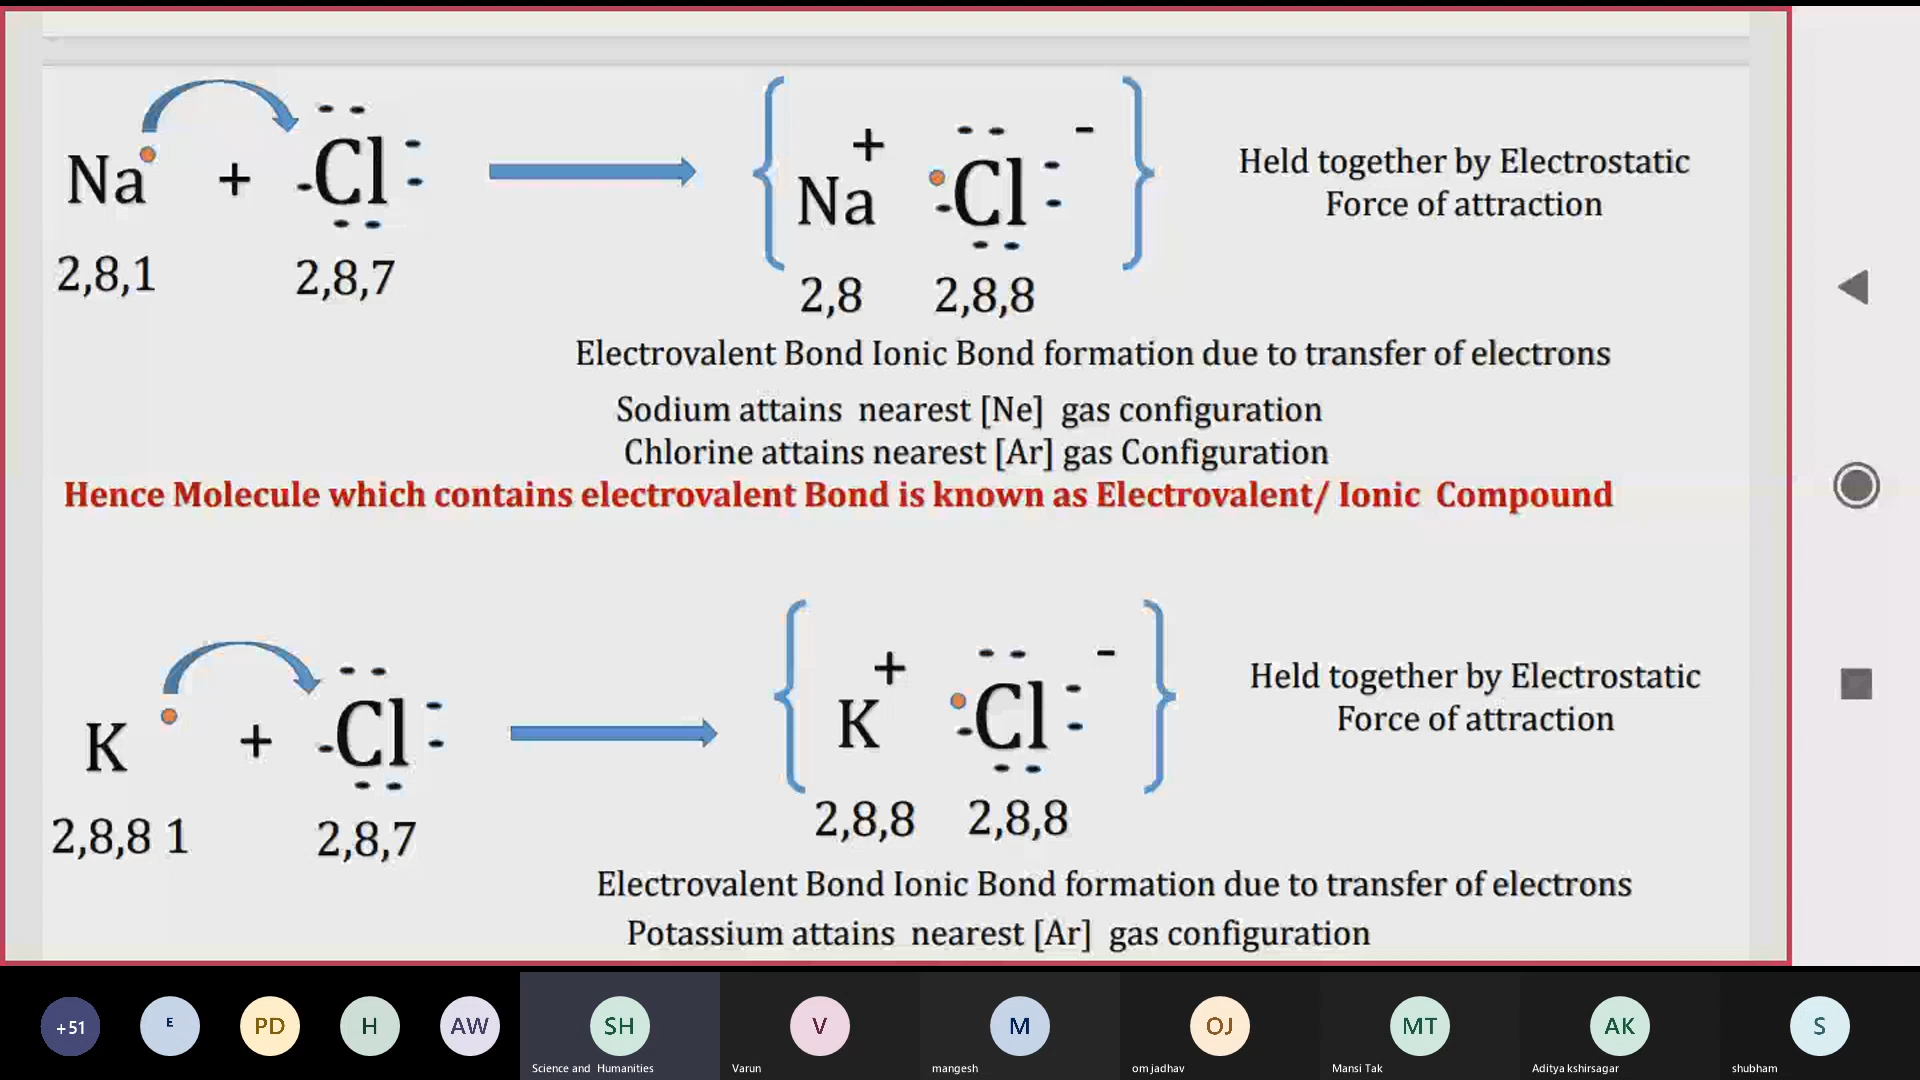 Na + Cl
{ Na + Cl - }
Held together by Electrostatic
Force of attraction
2,8,1 2,8,7
2,8 2,8,8
Electrovalent Bond Ionic Bond formation due to transfer of electrons
Sodium attains nearest [Ne] gas configuration
Chlorine attains nearest [Ar] gas Configuration
Hence Molecule which contains electrovalent Bond is known as Electrovalent/ Ionic Compound
K + Cl
{ K + Cl - }
Held together by Electrostatic
Force of attraction
2,8,8 1 2,8,7
2,8,8 2,8,8
Electrovalent Bond Ionic Bond formation due to transfer of electrons
Potassium attains nearest [Ar] gas configuration
+51 E PD H AW SH V M OJ MT AK S
Science and Humanities Varun mangesh om jadhav Mansi Tak Aditya kshirsagar shubham